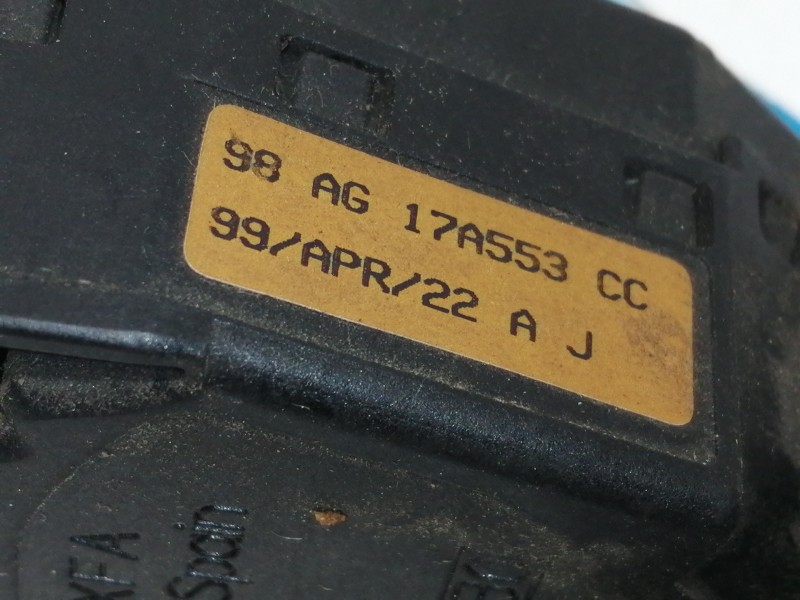 98 AG 17A553 CC
99/APR/22 A J
Spain